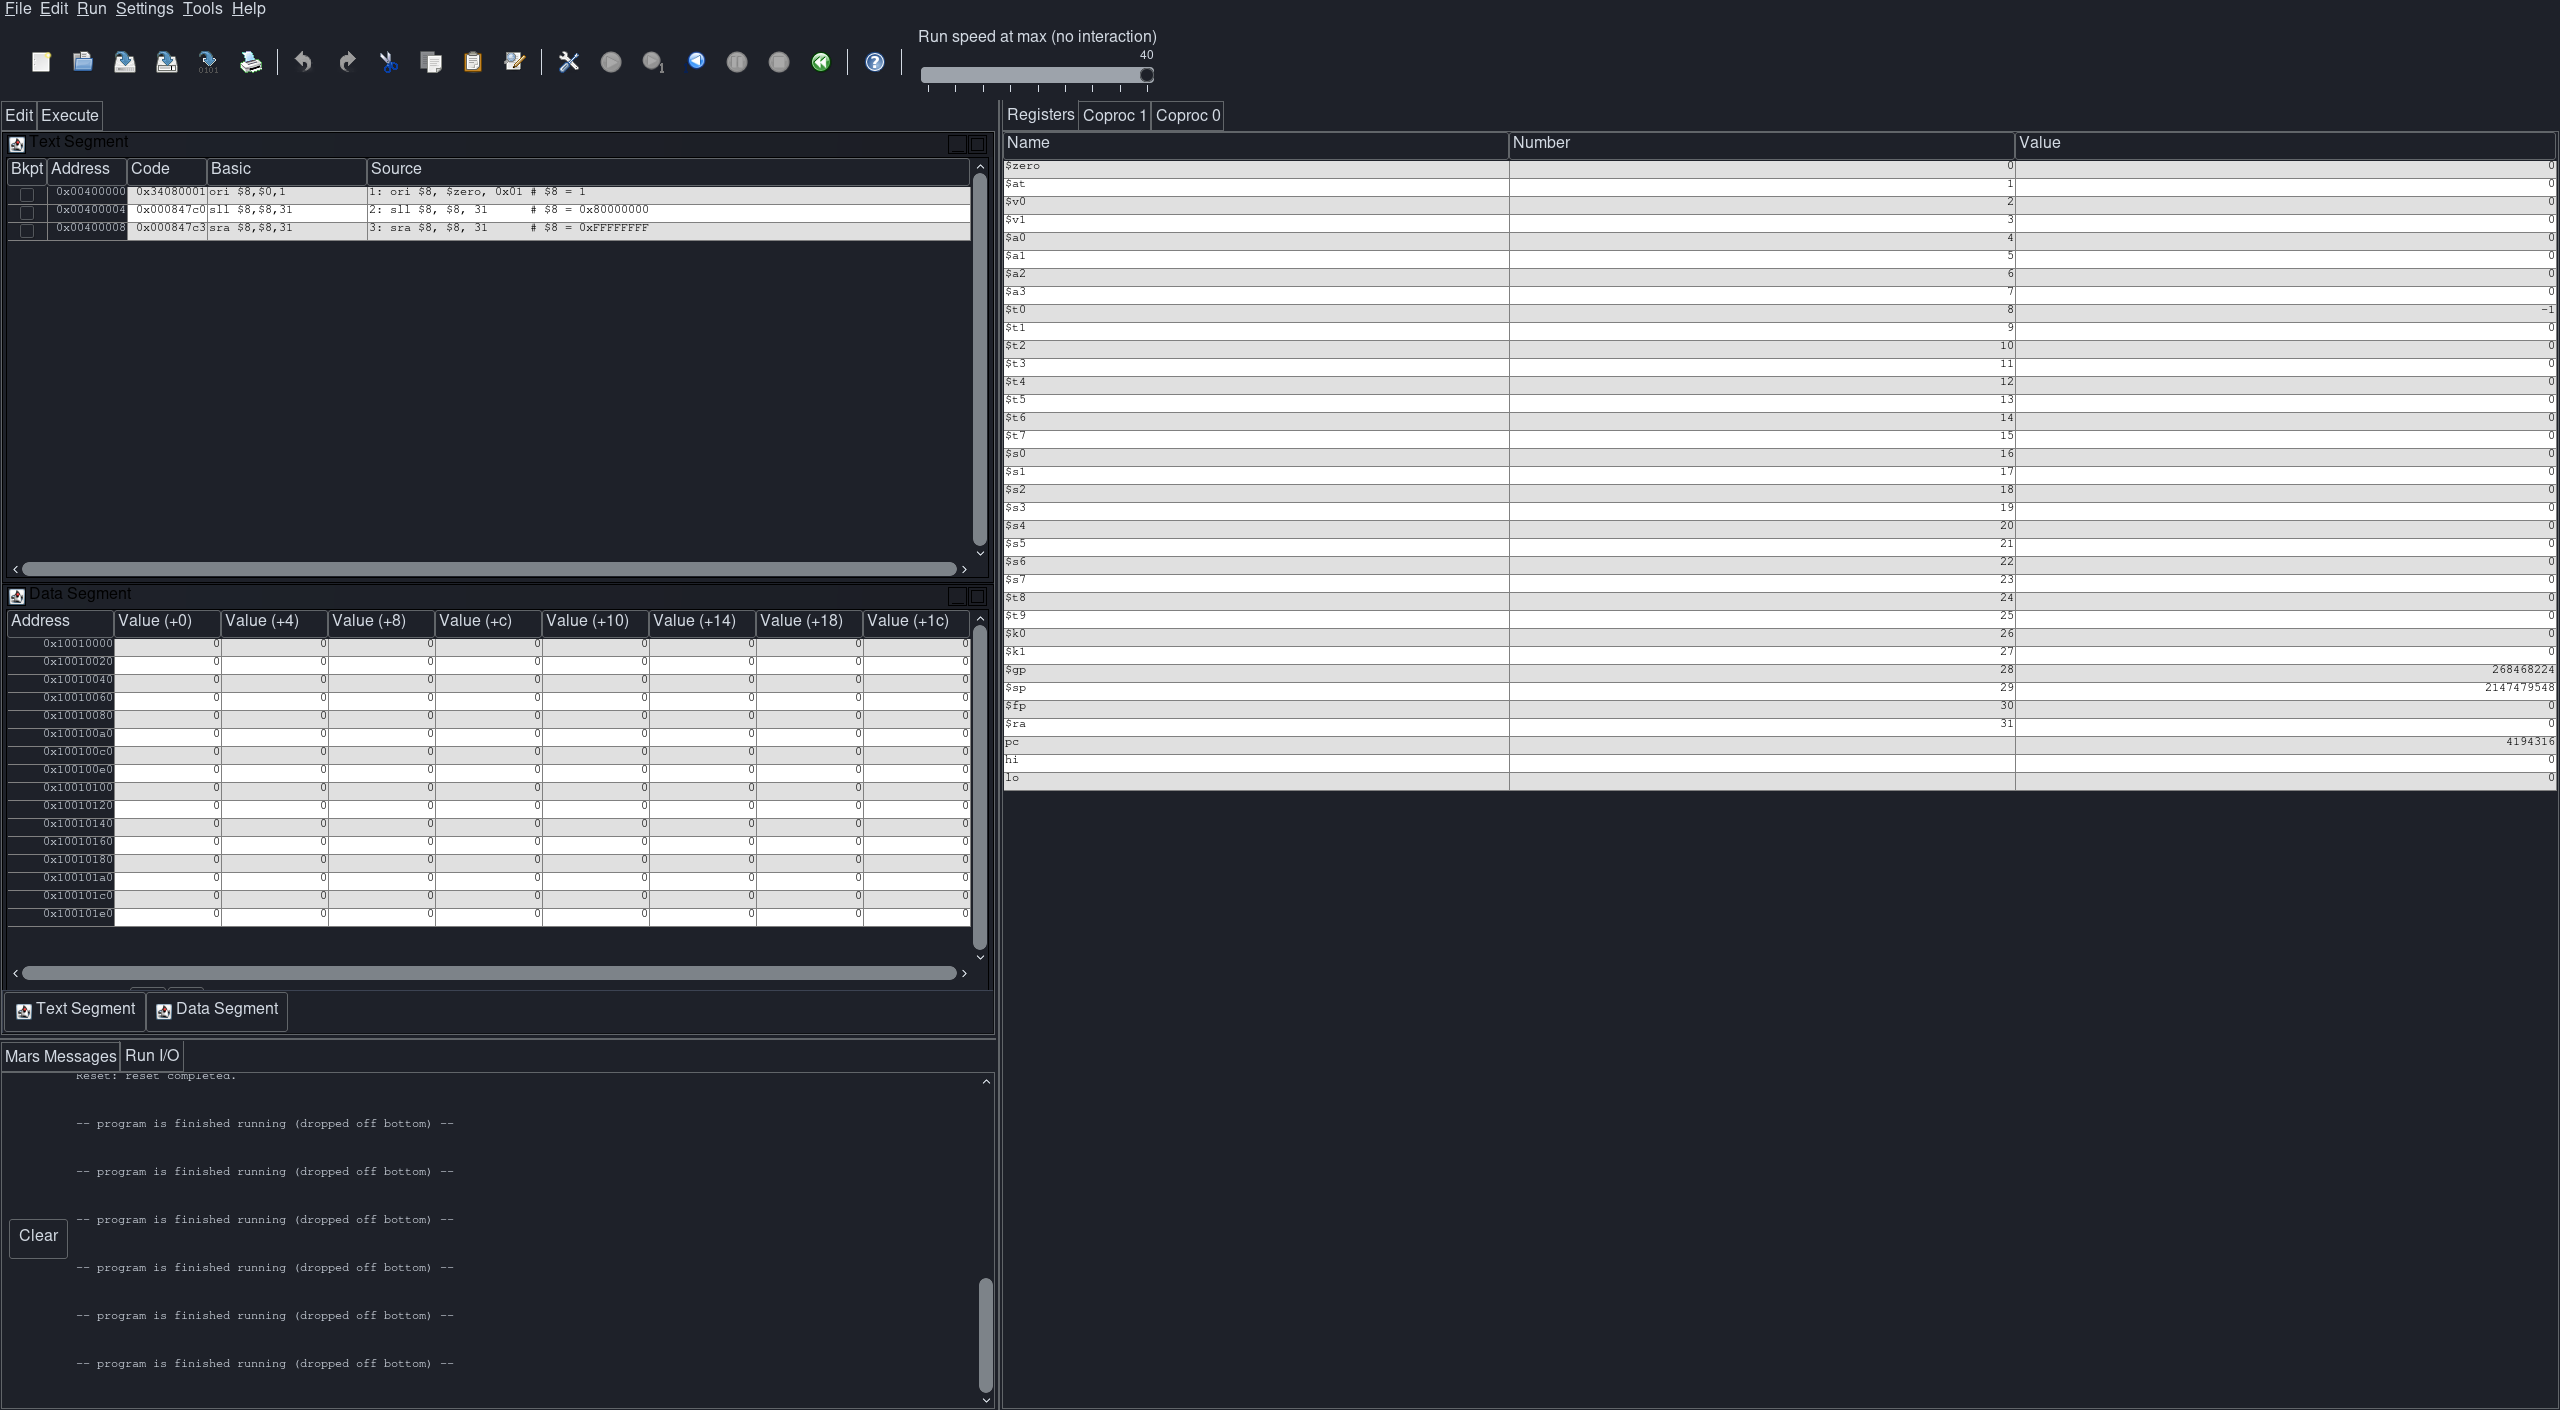 File Edit Run Settings Tools Help
Run speed at max (no interaction)
40
Edit Execute
Text Segment
Bkpt Address Code Basic Source
0x00400000 0x34080001 ori $8,$0,1 1: ori $8, $zero, 0x01 # $8 = 1
0x00400004 0x000847c0 sll $8,$8,31 2: sll $8, $8, 31 # $8 = 0x80000000
0x00400008 0x000847c3 sra $8,$8,31 3: sra $8, $8, 31 # $8 = 0xFFFFFFFF
Data Segment
Address Value (+0) Value (+4) Value (+8) Value (+c) Value (+10) Value (+14) Value (+18) Value (+1c)
0x10010000 0 0 0 0 0 0 0 0
0x10010020 0 0 0 0 0 0 0 0
0x10010040 0 0 0 0 0 0 0 0
0x10010060 0 0 0 0 0 0 0 0
0x10010080 0 0 0 0 0 0 0 0
0x100100a0 0 0 0 0 0 0 0 0
0x100100c0 0 0 0 0 0 0 0 0
0x100100e0 0 0 0 0 0 0 0 0
0x10010100 0 0 0 0 0 0 0 0
0x10010120 0 0 0 0 0 0 0 0
0x10010140 0 0 0 0 0 0 0 0
0x10010160 0 0 0 0 0 0 0 0
0x10010180 0 0 0 0 0 0 0 0
0x100101a0 0 0 0 0 0 0 0 0
0x100101c0 0 0 0 0 0 0 0 0
0x100101e0 0 0 0 0 0 0 0 0
Text Segment Data Segment
Mars Messages Run I/O
Reset: reset completed.
-- program is finished running (dropped off bottom) --
-- program is finished running (dropped off bottom) --
-- program is finished running (dropped off bottom) --
Clear
-- program is finished running (dropped off bottom) --
-- program is finished running (dropped off bottom) --
-- program is finished running (dropped off bottom) --
Registers Coproc 1 Coproc 0
Name Number Value
$zero 0 0
$at 1 0
$v0 2 0
$v1 3 0
$a0 4 0
$a1 5 0
$a2 6 0
$a3 7 0
$t0 8 -1
$t1 9 0
$t2 10 0
$t3 11 0
$t4 12 0
$t5 13 0
$t6 14 0
$t7 15 0
$s0 16 0
$s1 17 0
$s2 18 0
$s3 19 0
$s4 20 0
$s5 21 0
$s6 22 0
$s7 23 0
$t8 24 0
$t9 25 0
$k0 26 0
$k1 27 0
$gp 28 268468224
$sp 29 2147479548
$fp 30 0
$ra 31 0
pc 4194316
hi 0
lo 0